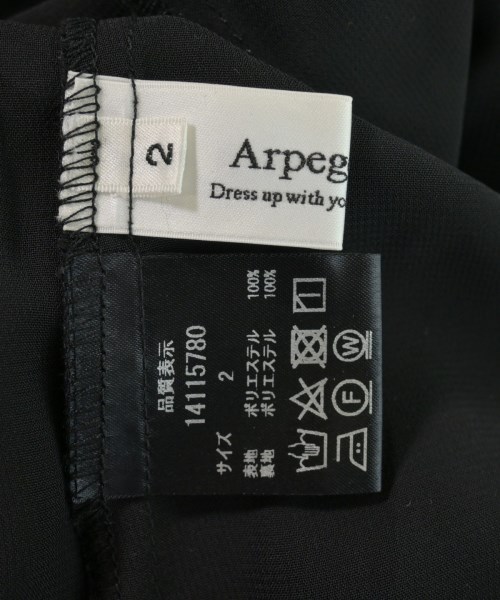 2
Arpeg
Dress up with yo
品質表示
14115780
サイズ 2
表地 ポリエステル 100%
裏地 ポリエステル 100%
W
F